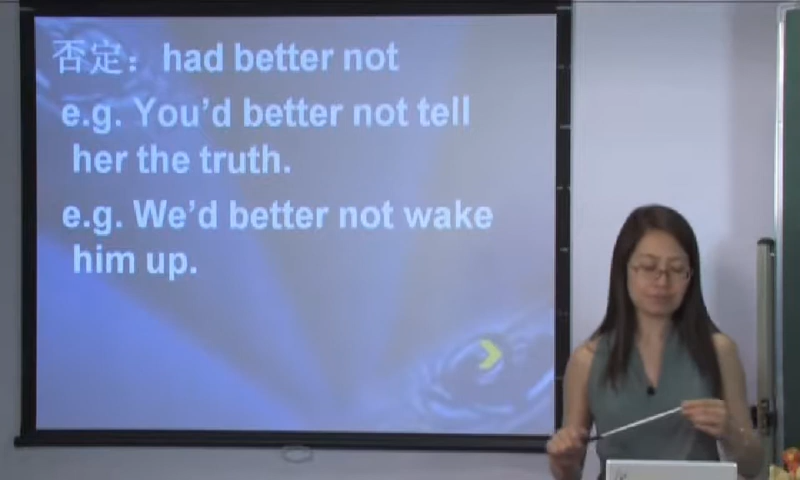 否定：had better not
e.g. You'd better not tell
her the truth.
e.g. We'd better not wake
him up.